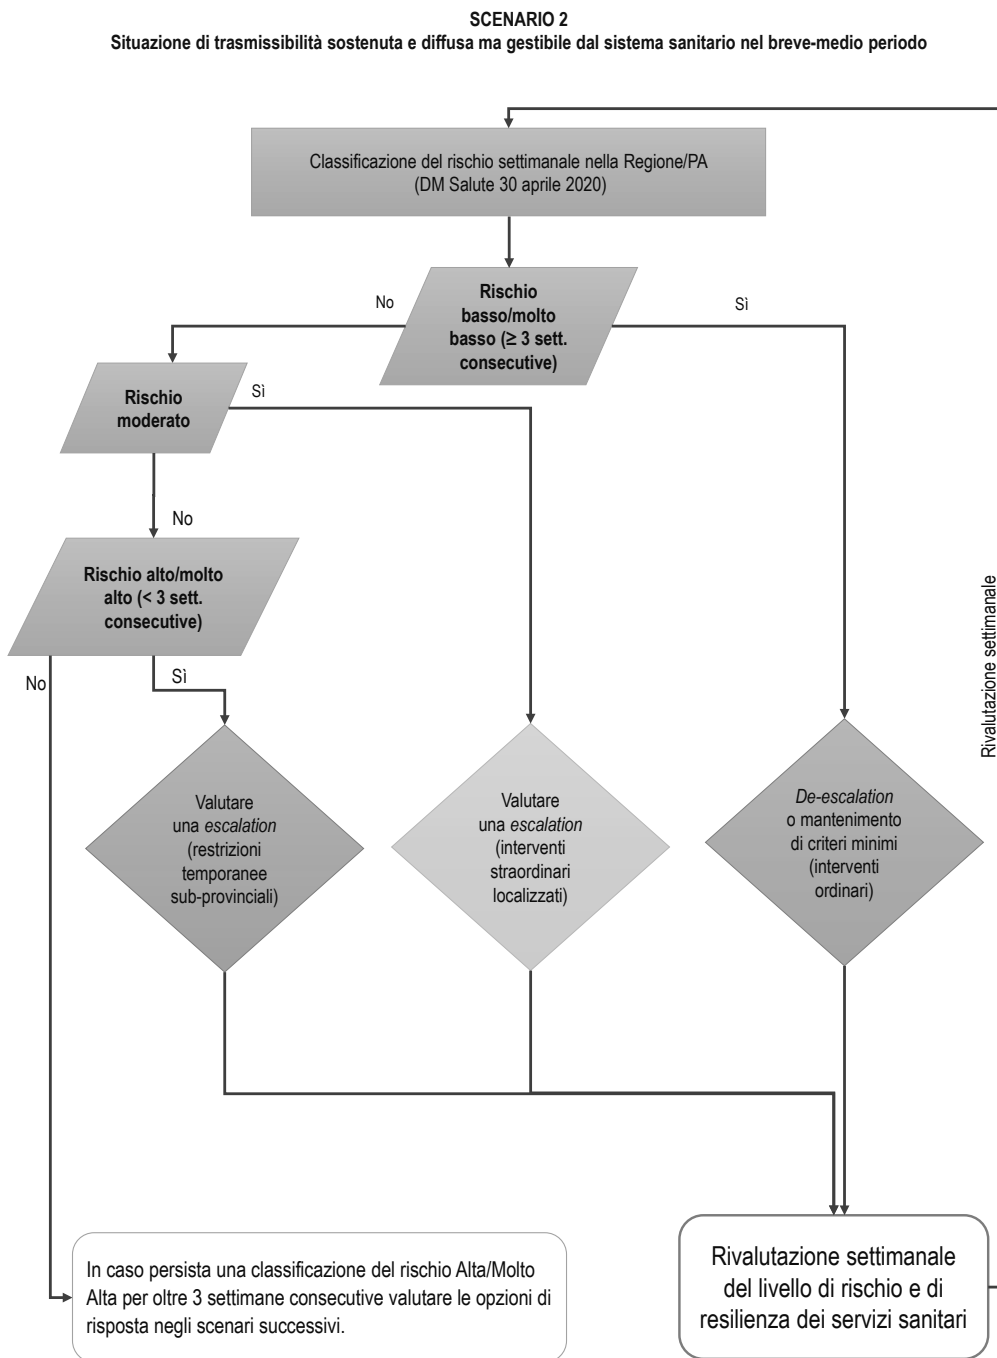 SCENARIO 2
Situazione di trasmissibilità sostenuta e diffusa ma gestibile dal sistema sanitario nel breve-medio periodo
Classificazione del rischio settimanale nella Regione/PA
(DM Salute 30 aprile 2020)
Rischio
basso/molto
basso (≥ 3 sett.
consecutive)
No
Sì
Rischio
moderato
Sì
No
Rischio alto/molto
alto (< 3 sett.
consecutive)
No
Sì
Valutare
una escalation
(restrizioni
temporanee
sub-provinciali)
Valutare
una escalation
(interventi
straordinari
localizzati)
De-escalation
o mantenimento
di criteri minimi
(interventi
ordinari)
Rivalutazione settimanale
In caso persista una classificazione del rischio Alta/Molto
Alta per oltre 3 settimane consecutive valutare le opzioni di
risposta negli scenari successivi.
Rivalutazione settimanale
del livello di rischio e di
resilienza dei servizi sanitari